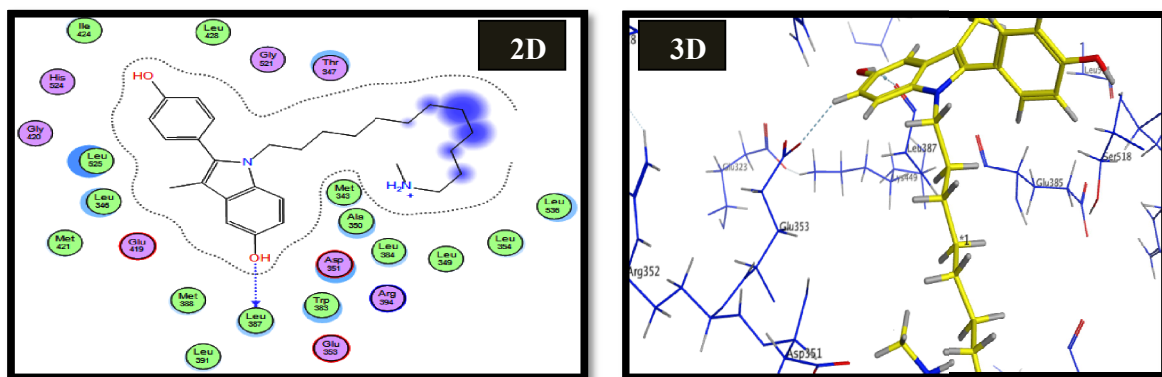 2D
Ile
424
Leu
428
Gly
521
Thr
347
His
524
HO
Gly
420
Leu
525
N
H₂N
+
Met
343
Leu
346
Ala
350
Leu
536
Met
421
Glu
419
OH
Asp
351
Leu
384
Leu
349
Leu
354
Met
388
Leu
387
Trp
383
Arg
394
Leu
391
Glu
353
3D
8
1
Leu387
Ser518
Glu323
Lys449
Glu385
Glu353
*1
Arg352
Asp351